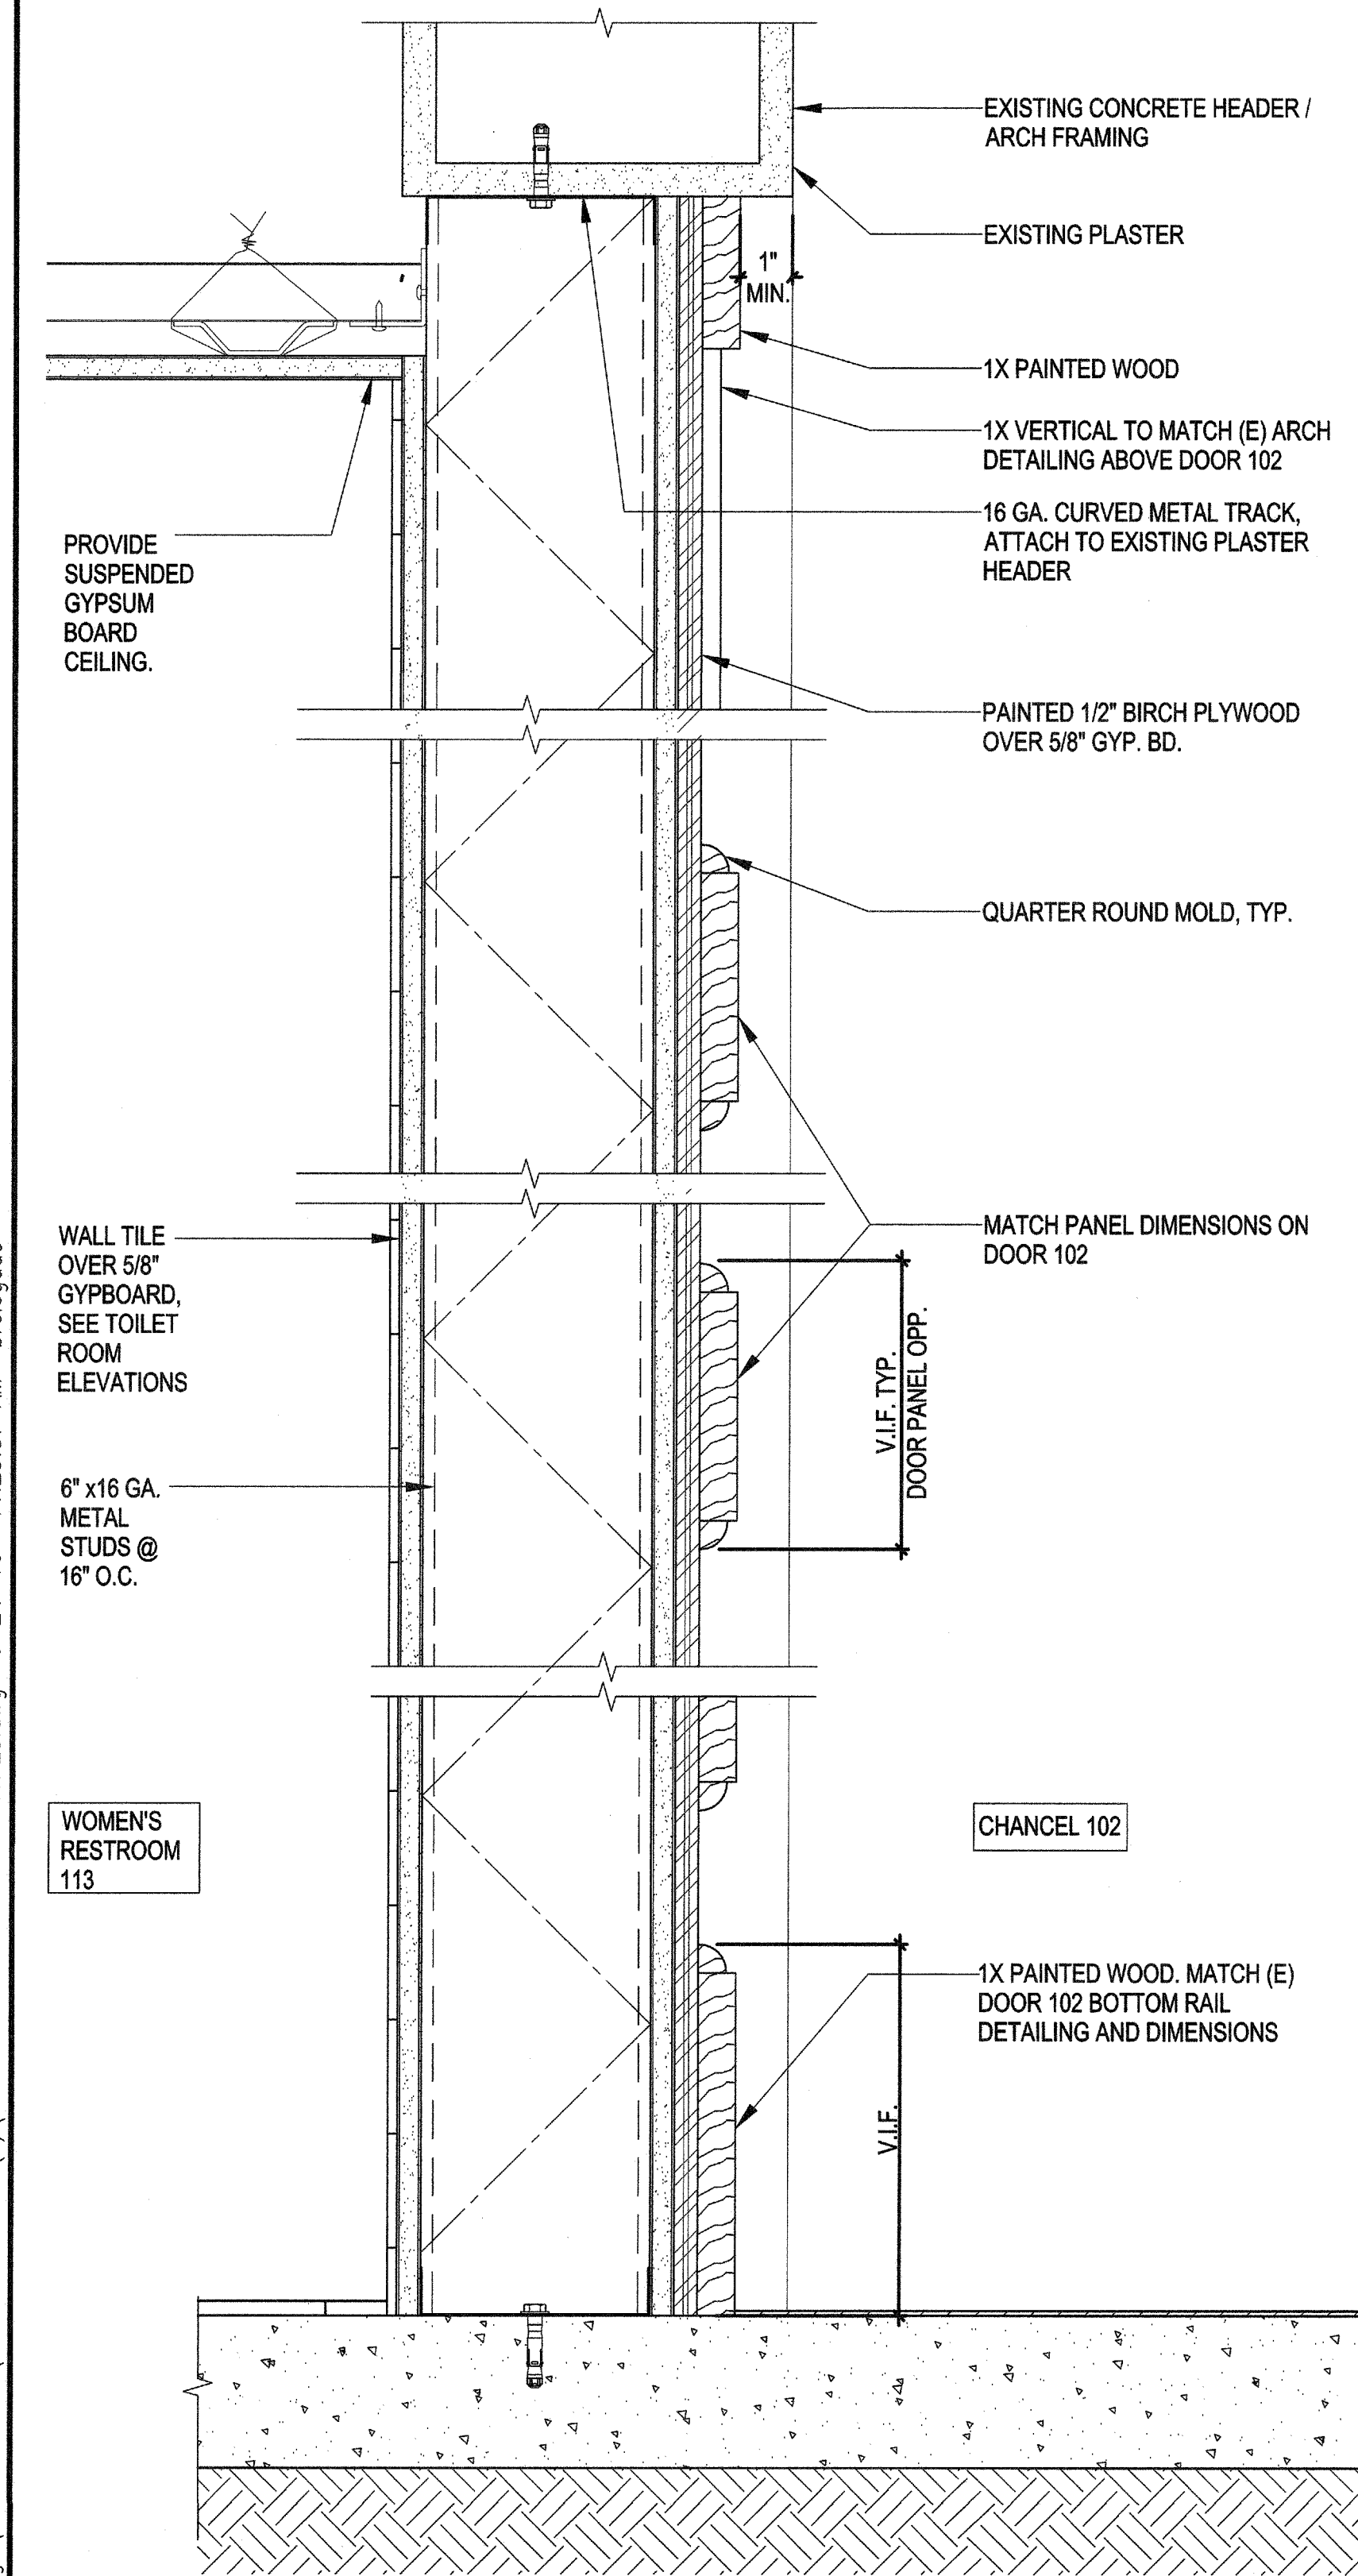 EXISTING CONCRETE HEADER /
ARCH FRAMING
EXISTING PLASTER
1"
MIN.
1X PAINTED WOOD
1X VERTICAL TO MATCH (E) ARCH
DETAILING ABOVE DOOR 102
16 GA. CURVED METAL TRACK,
ATTACH TO EXISTING PLASTER
HEADER
PROVIDE
SUSPENDED
GYPSUM
BOARD
CEILING.
PAINTED 1/2" BIRCH PLYWOOD
OVER 5/8" GYP. BD.
QUARTER ROUND MOLD, TYP.
MATCH PANEL DIMENSIONS ON
DOOR 102
WALL TILE
OVER 5/8"
GYPBOARD,
SEE TOILET
ROOM
ELEVATIONS
V.I.F. TYP.
DOOR PANEL OPP.
6" x16 GA.
METAL
STUDS @
16" O.C.
WOMEN'S
RESTROOM
113
CHANCEL 102
1X PAINTED WOOD. MATCH (E)
DOOR 102 BOTTOM RAIL
DETAILING AND DIMENSIONS
V.I.F.